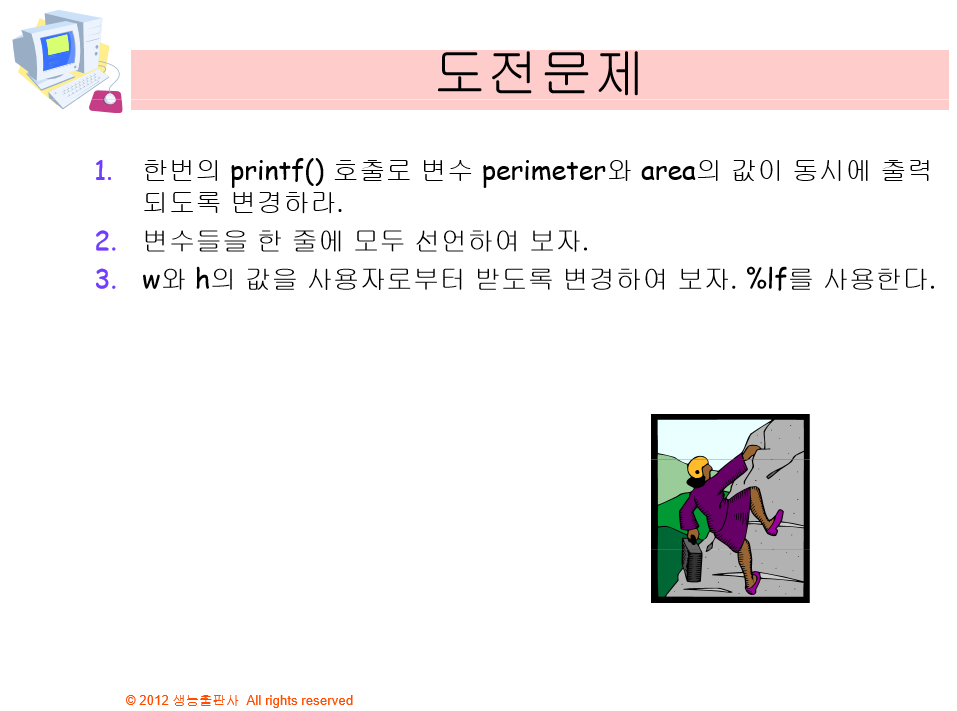 도전문제
1. 한번의 printf() 호출로 변수 perimeter와 area의 값이 동시에 출력
되도록 변경하라.
2. 변수들을 한 줄에 모두 선언하여 보자.
3. w와 h의 값을 사용자로부터 받도록 변경하여 보자. %lf를 사용한다.
© 2012 생능출판사 All rights reserved